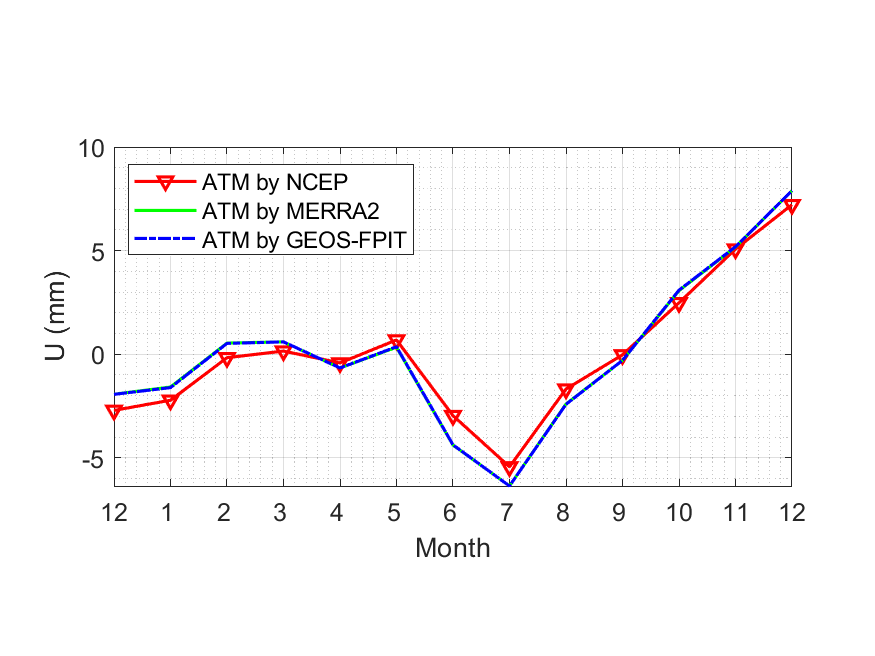 10
5
0
-5
U (mm)
ATM by NCEP
ATM by MERRA2
ATM by GEOS-FPIT
12 1 2 3 4 5 6 7 8 9 10 11 12
Month